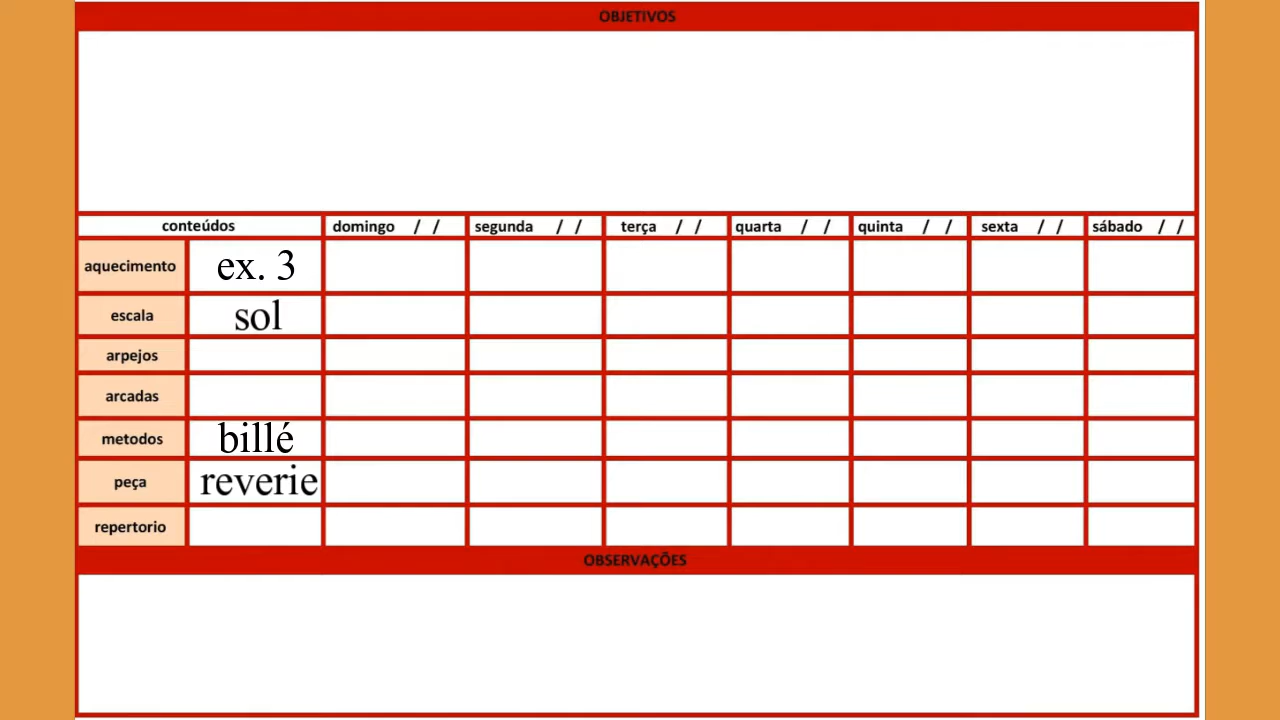 OBJETIVOS
conteúdos domingo / / segunda / / terça / / quarta / / quinta / / sexta / / sábado / /
aquecimento ex. 3
escala sol
arpejos
arcadas
metodos billé
peça reverie
repertorio
OBSERVAÇÕES